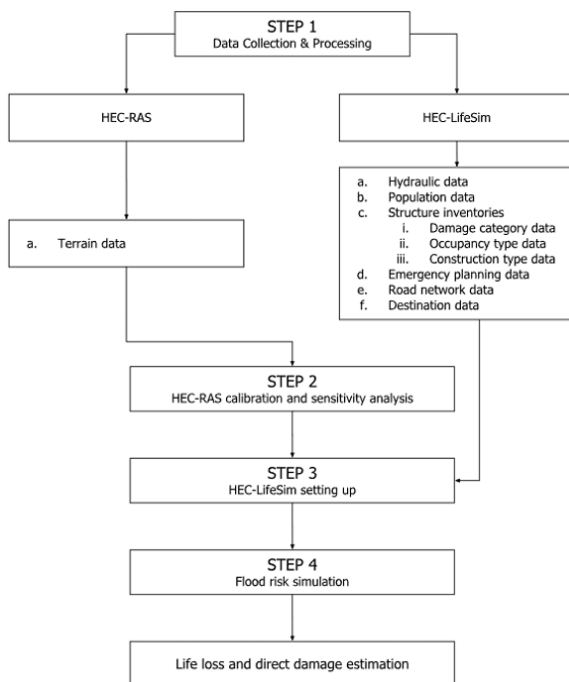 STEP 1
Data Collection & Processing
HEC-RAS
HEC-LifeSim
a. Terrain data
a. Hydraulic data
b. Population data
c. Structure inventories
i. Damage category data
ii. Occupancy type data
iii. Construction type data
d. Emergency planning data
e. Road network data
f. Destination data
STEP 2
HEC-RAS calibration and sensitivity analysis
STEP 3
HEC-LifeSim setting up
STEP 4
Flood risk simulation
Life loss and direct damage estimation